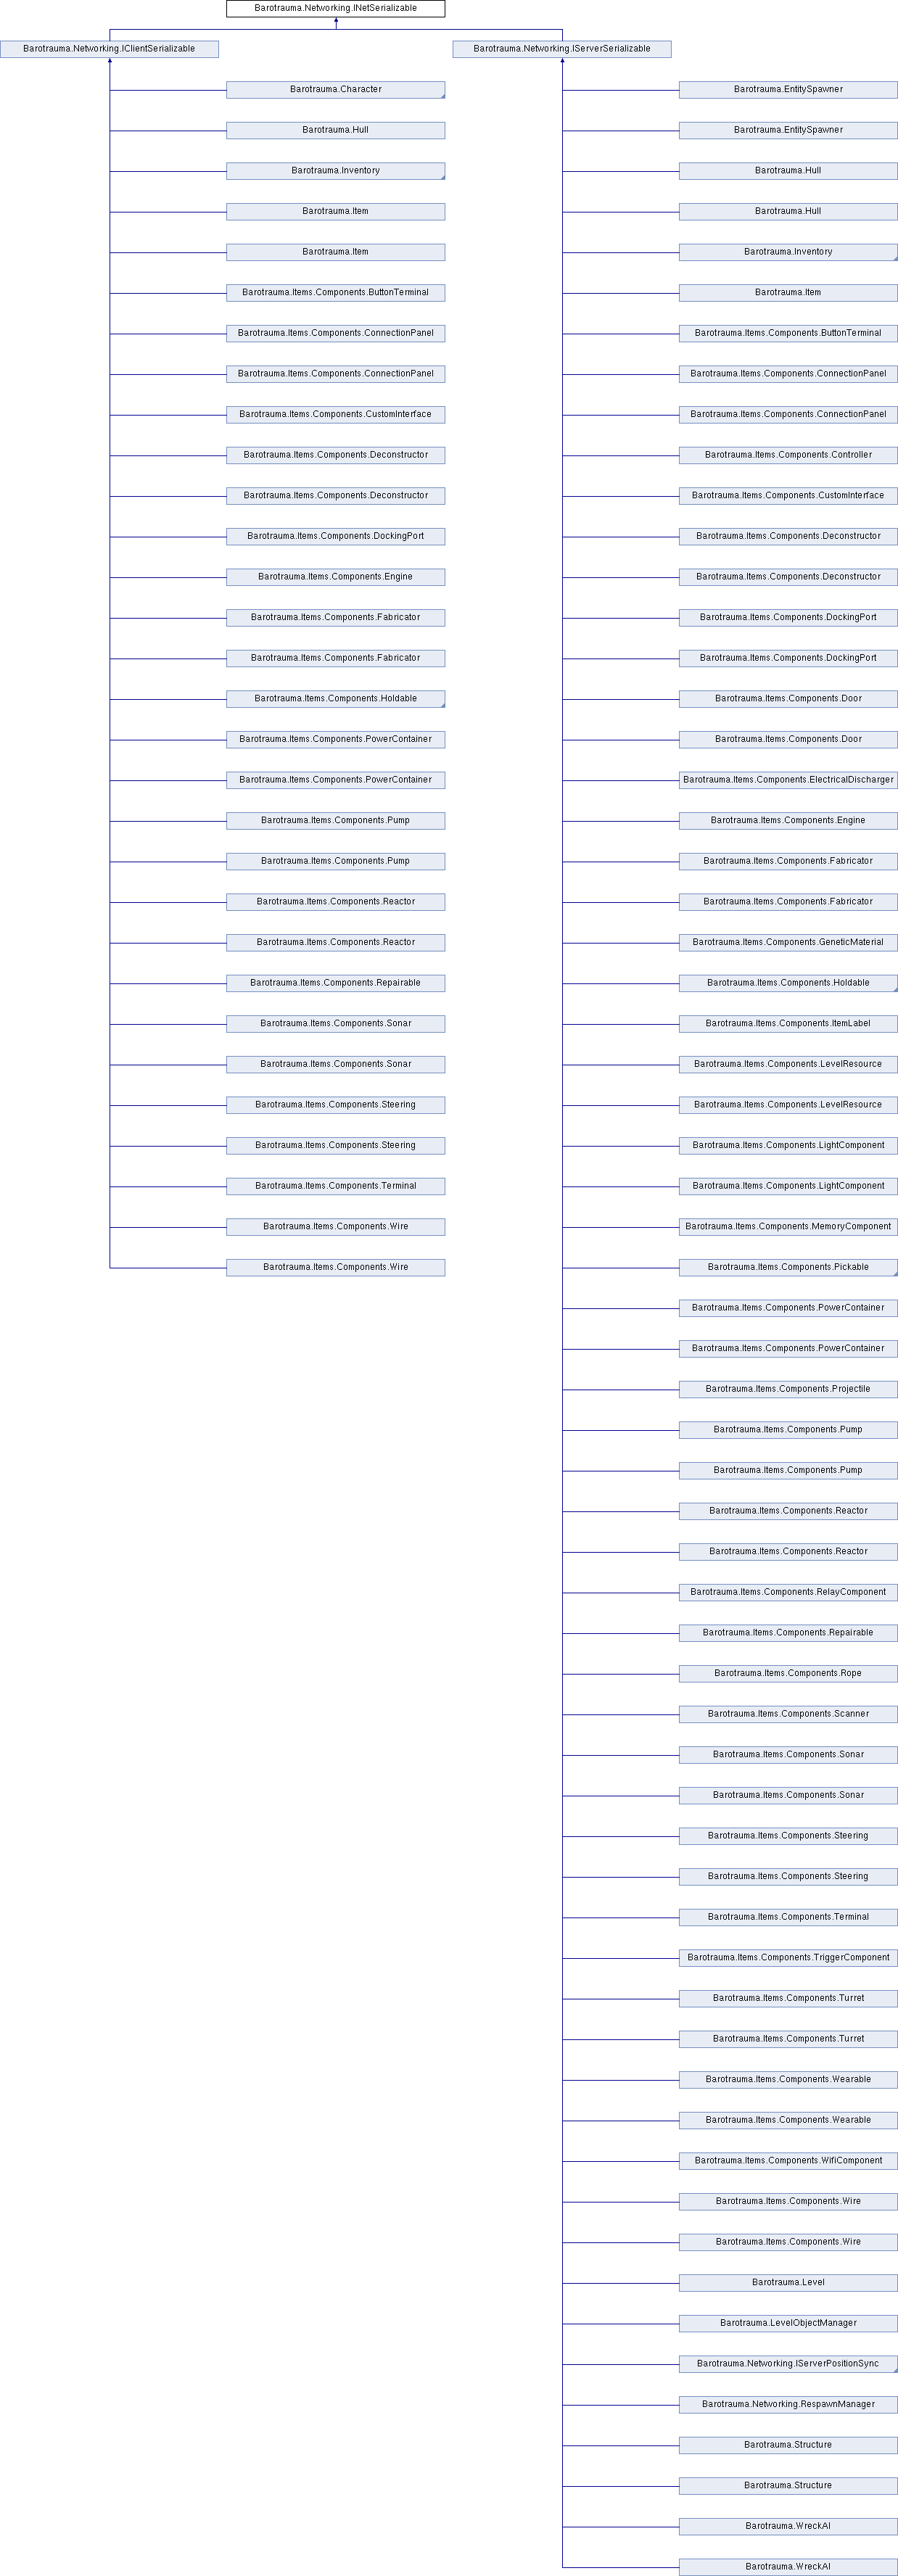 Barotrauma.Networking.INetSerializable
Barotrauma.Networking.IClientSerializable
Barotrauma.Networking.IServerSerializable
Barotrauma.Character
Barotrauma.EntitySpawner
Barotrauma.Hull
Barotrauma.EntitySpawner
Barotrauma.Inventory
Barotrauma.Hull
Barotrauma.Item
Barotrauma.Hull
Barotrauma.Item
Barotrauma.Inventory
Barotrauma.Items.Components.ButtonTerminal
Barotrauma.Item
Barotrauma.Items.Components.ConnectionPanel
Barotrauma.Items.Components.ButtonTerminal
Barotrauma.Items.Components.ConnectionPanel
Barotrauma.Items.Components.ConnectionPanel
Barotrauma.Items.Components.CustomInterface
Barotrauma.Items.Components.ConnectionPanel
Barotrauma.Items.Components.Deconstructor
Barotrauma.Items.Components.Controller
Barotrauma.Items.Components.Deconstructor
Barotrauma.Items.Components.CustomInterface
Barotrauma.Items.Components.DockingPort
Barotrauma.Items.Components.Deconstructor
Barotrauma.Items.Components.Engine
Barotrauma.Items.Components.Deconstructor
Barotrauma.Items.Components.Fabricator
Barotrauma.Items.Components.DockingPort
Barotrauma.Items.Components.Fabricator
Barotrauma.Items.Components.DockingPort
Barotrauma.Items.Components.Holdable
Barotrauma.Items.Components.Door
Barotrauma.Items.Components.PowerContainer
Barotrauma.Items.Components.Door
Barotrauma.Items.Components.PowerContainer
Barotrauma.Items.Components.ElectricalDischarger
Barotrauma.Items.Components.Pump
Barotrauma.Items.Components.Engine
Barotrauma.Items.Components.Pump
Barotrauma.Items.Components.Fabricator
Barotrauma.Items.Components.Reactor
Barotrauma.Items.Components.Fabricator
Barotrauma.Items.Components.Reactor
Barotrauma.Items.Components.GeneticMaterial
Barotrauma.Items.Components.Repairable
Barotrauma.Items.Components.Holdable
Barotrauma.Items.Components.Sonar
Barotrauma.Items.Components.ItemLabel
Barotrauma.Items.Components.Sonar
Barotrauma.Items.Components.LevelResource
Barotrauma.Items.Components.Steering
Barotrauma.Items.Components.LevelResource
Barotrauma.Items.Components.Steering
Barotrauma.Items.Components.LightComponent
Barotrauma.Items.Components.Terminal
Barotrauma.Items.Components.LightComponent
Barotrauma.Items.Components.Wire
Barotrauma.Items.Components.MemoryComponent
Barotrauma.Items.Components.Wire
Barotrauma.Items.Components.Pickable
Barotrauma.Items.Components.PowerContainer
Barotrauma.Items.Components.PowerContainer
Barotrauma.Items.Components.Projectile
Barotrauma.Items.Components.Pump
Barotrauma.Items.Components.Pump
Barotrauma.Items.Components.Reactor
Barotrauma.Items.Components.Reactor
Barotrauma.Items.Components.RelayComponent
Barotrauma.Items.Components.Repairable
Barotrauma.Items.Components.Rope
Barotrauma.Items.Components.Scanner
Barotrauma.Items.Components.Sonar
Barotrauma.Items.Components.Sonar
Barotrauma.Items.Components.Steering
Barotrauma.Items.Components.Steering
Barotrauma.Items.Components.Terminal
Barotrauma.Items.Components.TriggerComponent
Barotrauma.Items.Components.Turret
Barotrauma.Items.Components.Turret
Barotrauma.Items.Components.Wearable
Barotrauma.Items.Components.Wearable
Barotrauma.Items.Components.WifiComponent
Barotrauma.Items.Components.Wire
Barotrauma.Items.Components.Wire
Barotrauma.Level
Barotrauma.LevelObjectManager
Barotrauma.Networking.IServerPositionSync
Barotrauma.Networking.RespawnManager
Barotrauma.Structure
Barotrauma.Structure
Barotrauma.WreckAI
Barotrauma.WreckAI